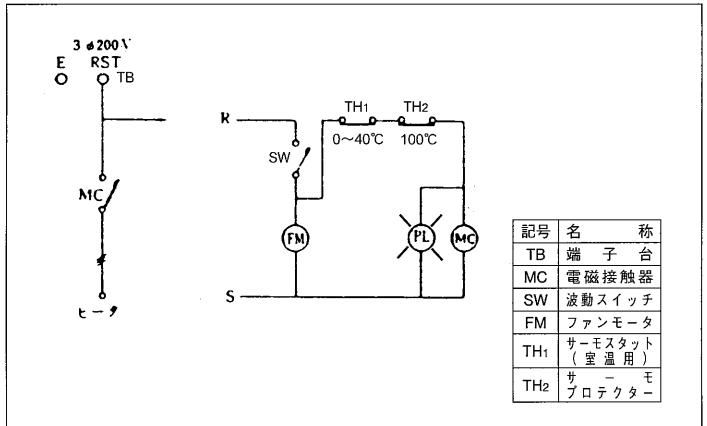 3φ200V
E RST
TB
MC
ヒータ
R
SW
FM
S
TH1 TH2
0～40℃ 100℃
PL
MC
記号 名称
TB 端子台
MC 電磁接触器
SW 波動スイッチ
FM ファンモータ
TH1 サーモスタット
(室温用)
TH2 サーモ
プロテクター